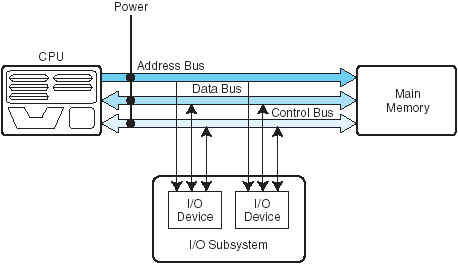 Power
CPU
Address Bus
Data Bus
Control Bus
Main
Memory
I/O
Device
I/O
Device
I/O Subsystem